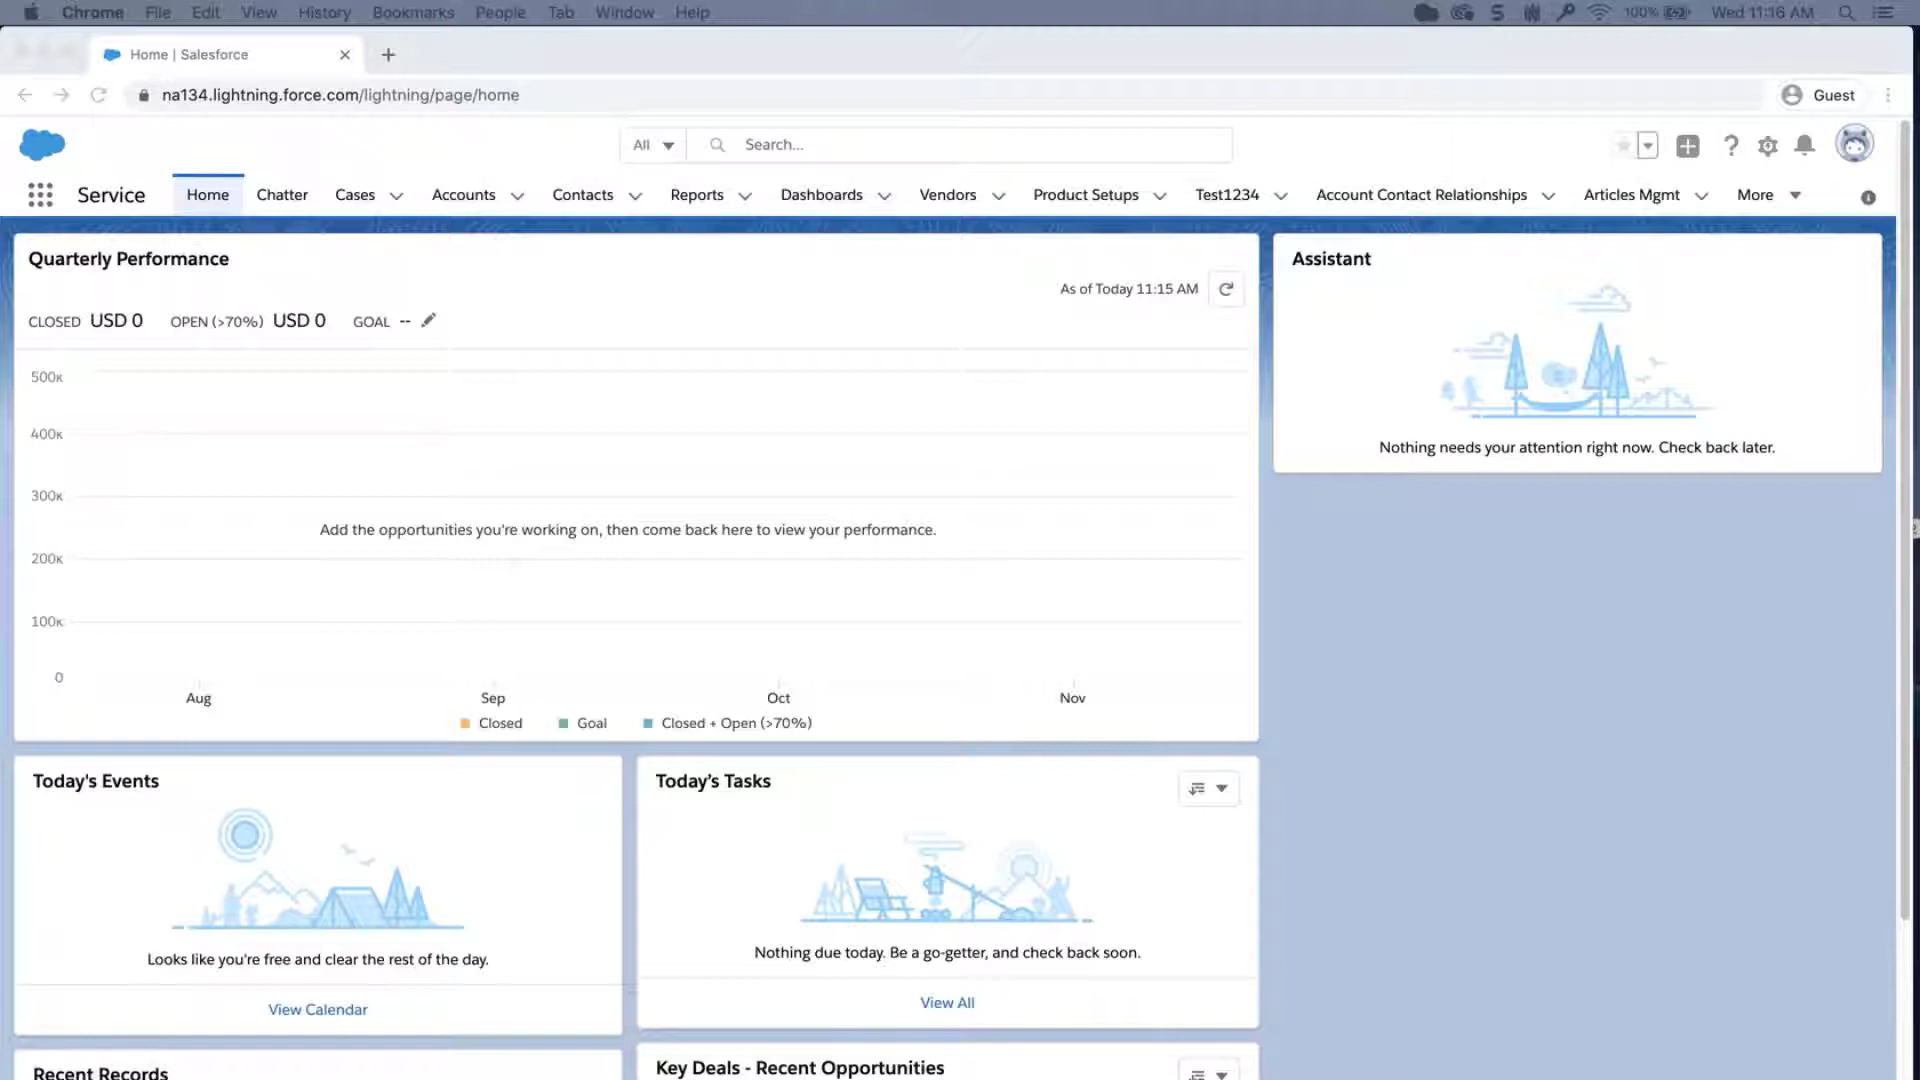 Chrome File Edit View History Bookmarks People Tab Window Help 100% Wed 11:16 AM
Home | Salesforce
na134.lightning.force.com/lightning/page/home Guest
All Search...
Service Home Chatter Cases Accounts Contacts Reports Dashboards Vendors Product Setups Test1234 Account Contact Relationships Articles Mgmt More
Quarterly Performance
As of Today 11:15 AM
CLOSED USD 0 OPEN (>70%) USD 0 GOAL --
500K
400K
300K
Add the opportunities you're working on, then come back here to view your performance.
200K
100K
0
Aug Sep Oct Nov
Closed Goal Closed + Open (>70%)
Assistant
Nothing needs your attention right now. Check back later.
Today's Events
Looks like you're free and clear the rest of the day.
View Calendar
Today's Tasks
Nothing due today. Be a go-getter, and check back soon.
View All
Recent Records
Key Deals - Recent Opportunities